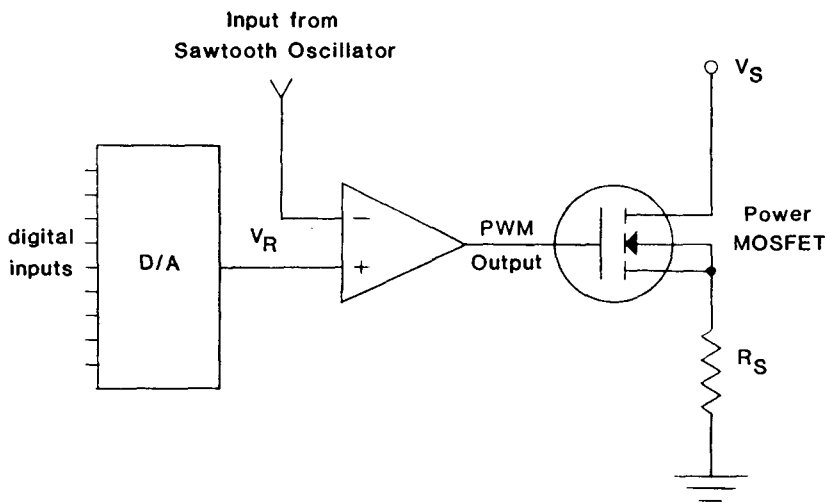 Input from
Sawtooth Oscillator
V_S
digital
inputs
D/A
V_R
−
+
PWM
Output
Power
MOSFET
R_S